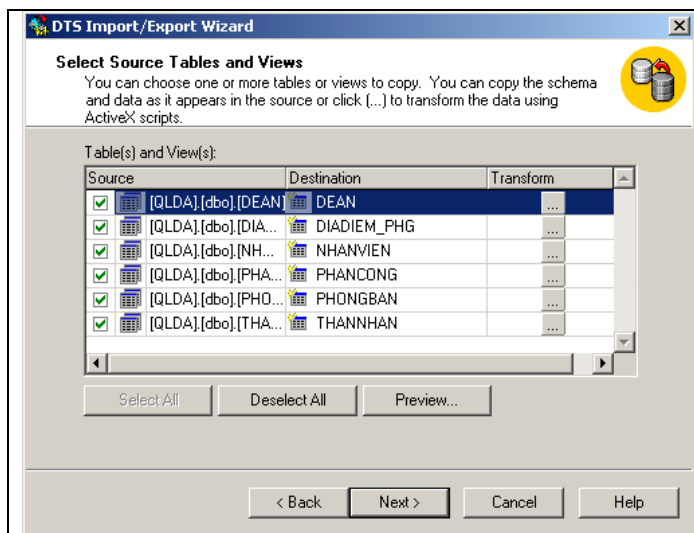 DTS Import/Export Wizard
Select Source Tables and Views
You can choose one or more tables or views to copy. You can copy the schema
and data as it appears in the source or click (...) to transform the data using
ActiveX scripts.
Table(s) and View(s):
Source Destination Transform
[QLDA].[dbo].[DEAN] DEAN ...
[QLDA].[dbo].[DIA... DIADIEM_PHG ...
[QLDA].[dbo].[NH... NHANVIEN ...
[QLDA].[dbo].[PHA... PHANCONG ...
[QLDA].[dbo].[PHO... PHONGBAN ...
[QLDA].[dbo].[THA... THANNHAN ...
Select All Deselect All Preview...
< Back Next > Cancel Help